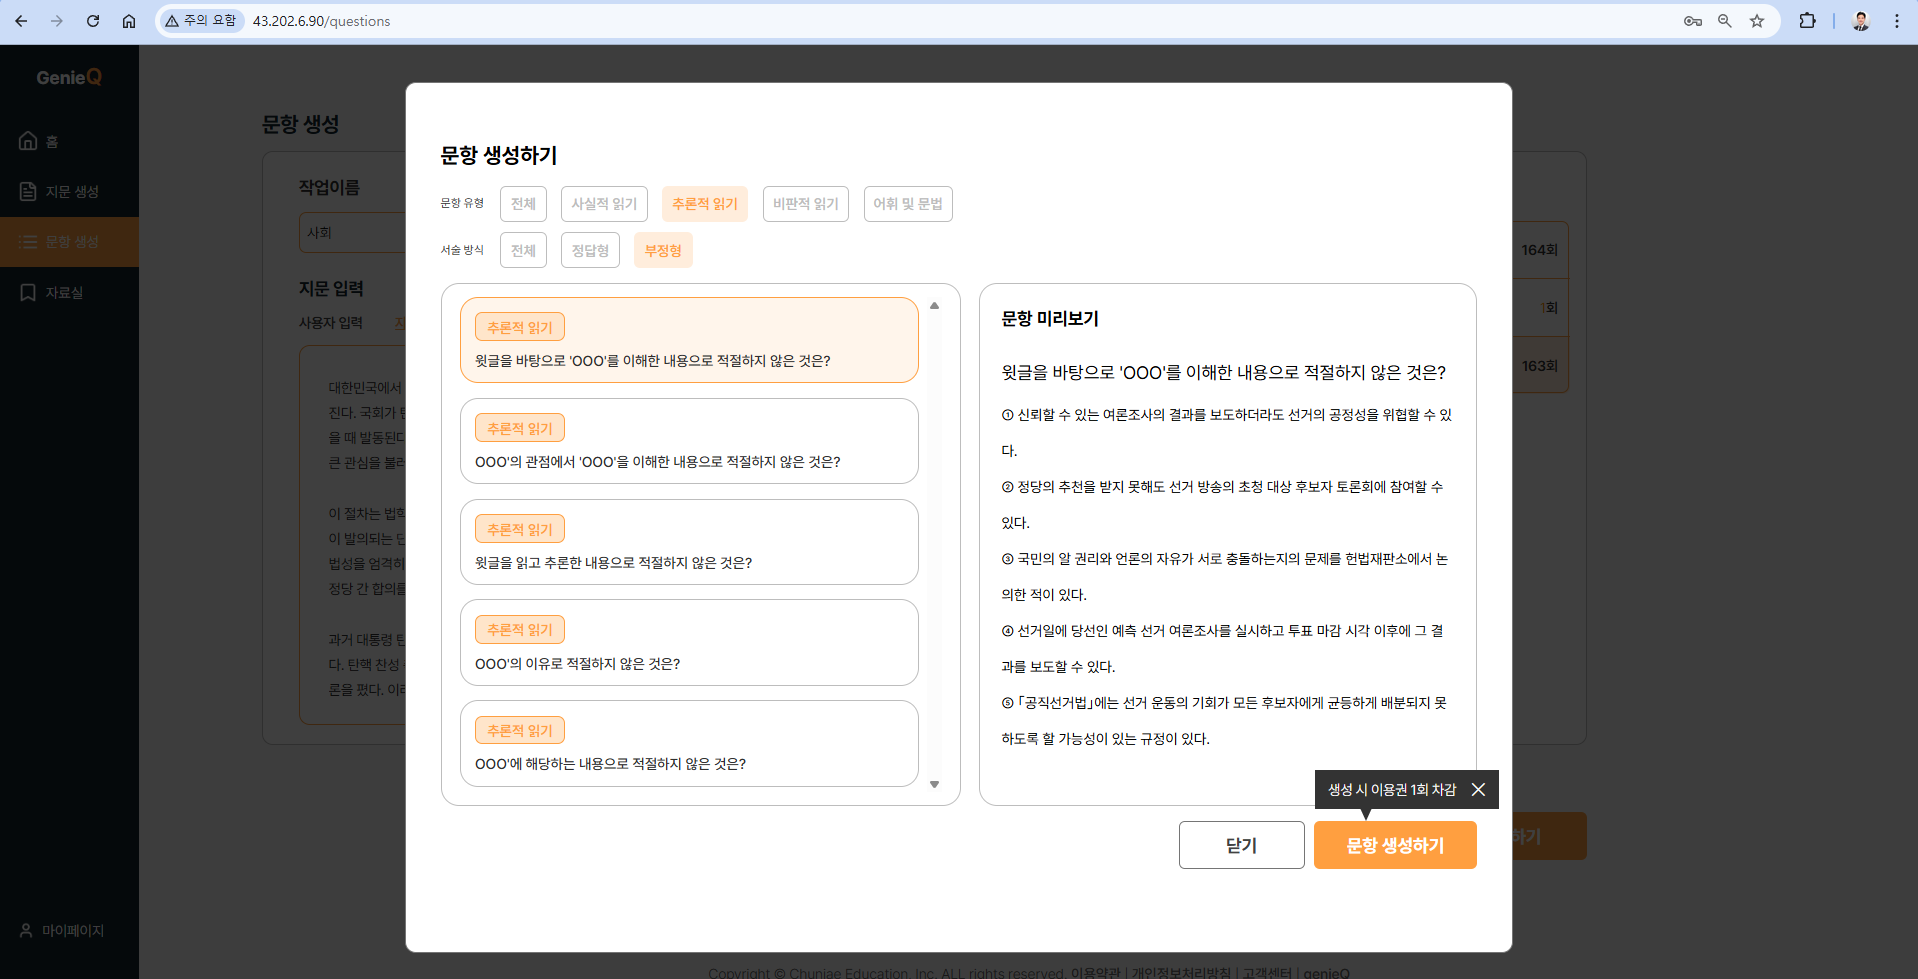 주의 요함
43.202.6.90/questions
GenieQ
홈
지문 생성
문항 생성
자료실
마이페이지
문항 생성
작업이름
사회
지문 입력
사용자 입력
대한민국에서
진다. 국회가
을 때 발동된다
이 절차는 법학
이 발의되는
법성을 엄격히
정당 간 합의를
과거 대통령
다. 탄핵 찬성
론을 폈다.
164회
1회
163회
하기
문항 생성하기
문항 유형 전체 사실적 읽기 추론적 읽기 비판적 읽기 어휘 및 문법
서술 방식 전체 정답형 부정형
추론적 읽기
윗글을 바탕으로 'OOO'를 이해한 내용으로 적절하지 않은 것은?
추론적 읽기
OOO'의 관점에서 'OOO'을 이해한 내용으로 적절하지 않은 것은?
추론적 읽기
윗글을 읽고 추론한 내용으로 적절하지 않은 것은?
추론적 읽기
OOO'의 이유로 적절하지 않은 것은?
추론적 읽기
OOO'에 해당하는 내용으로 적절하지 않은 것은?
문항 미리보기
윗글을 바탕으로 'OOO'를 이해한 내용으로 적절하지 않은 것은?
① 신뢰할 수 있는 여론조사의 결과를 보도하더라도 선거의 공정성을 위협할 수 있
다.
② 정당의 추천을 받지 못해도 선거 방송의 초청 대상 후보자 토론회에 참여할 수
있다.
③ 국민의 알 권리와 언론의 자유가 서로 충돌하는지의 문제를 헌법재판소에서 논
의한 적이 있다.
④ 선거일에 당선인 예측 선거 여론조사를 실시하고 투표 마감 시각 이후에 그 결
과를 보도할 수 있다.
⑤ 「공직선거법」에는 선거 운동의 기회가 모든 후보자에게 균등하게 배분되지 못
하도록 할 가능성이 있는 규정이 있다.
생성 시 이용권 1회 차감
닫기
문항 생성하기
Copyright © Chunjae Education, Inc. ALL rights reserved. 이용약관 | 개인정보처리방침 | 고객센터 | genieQ